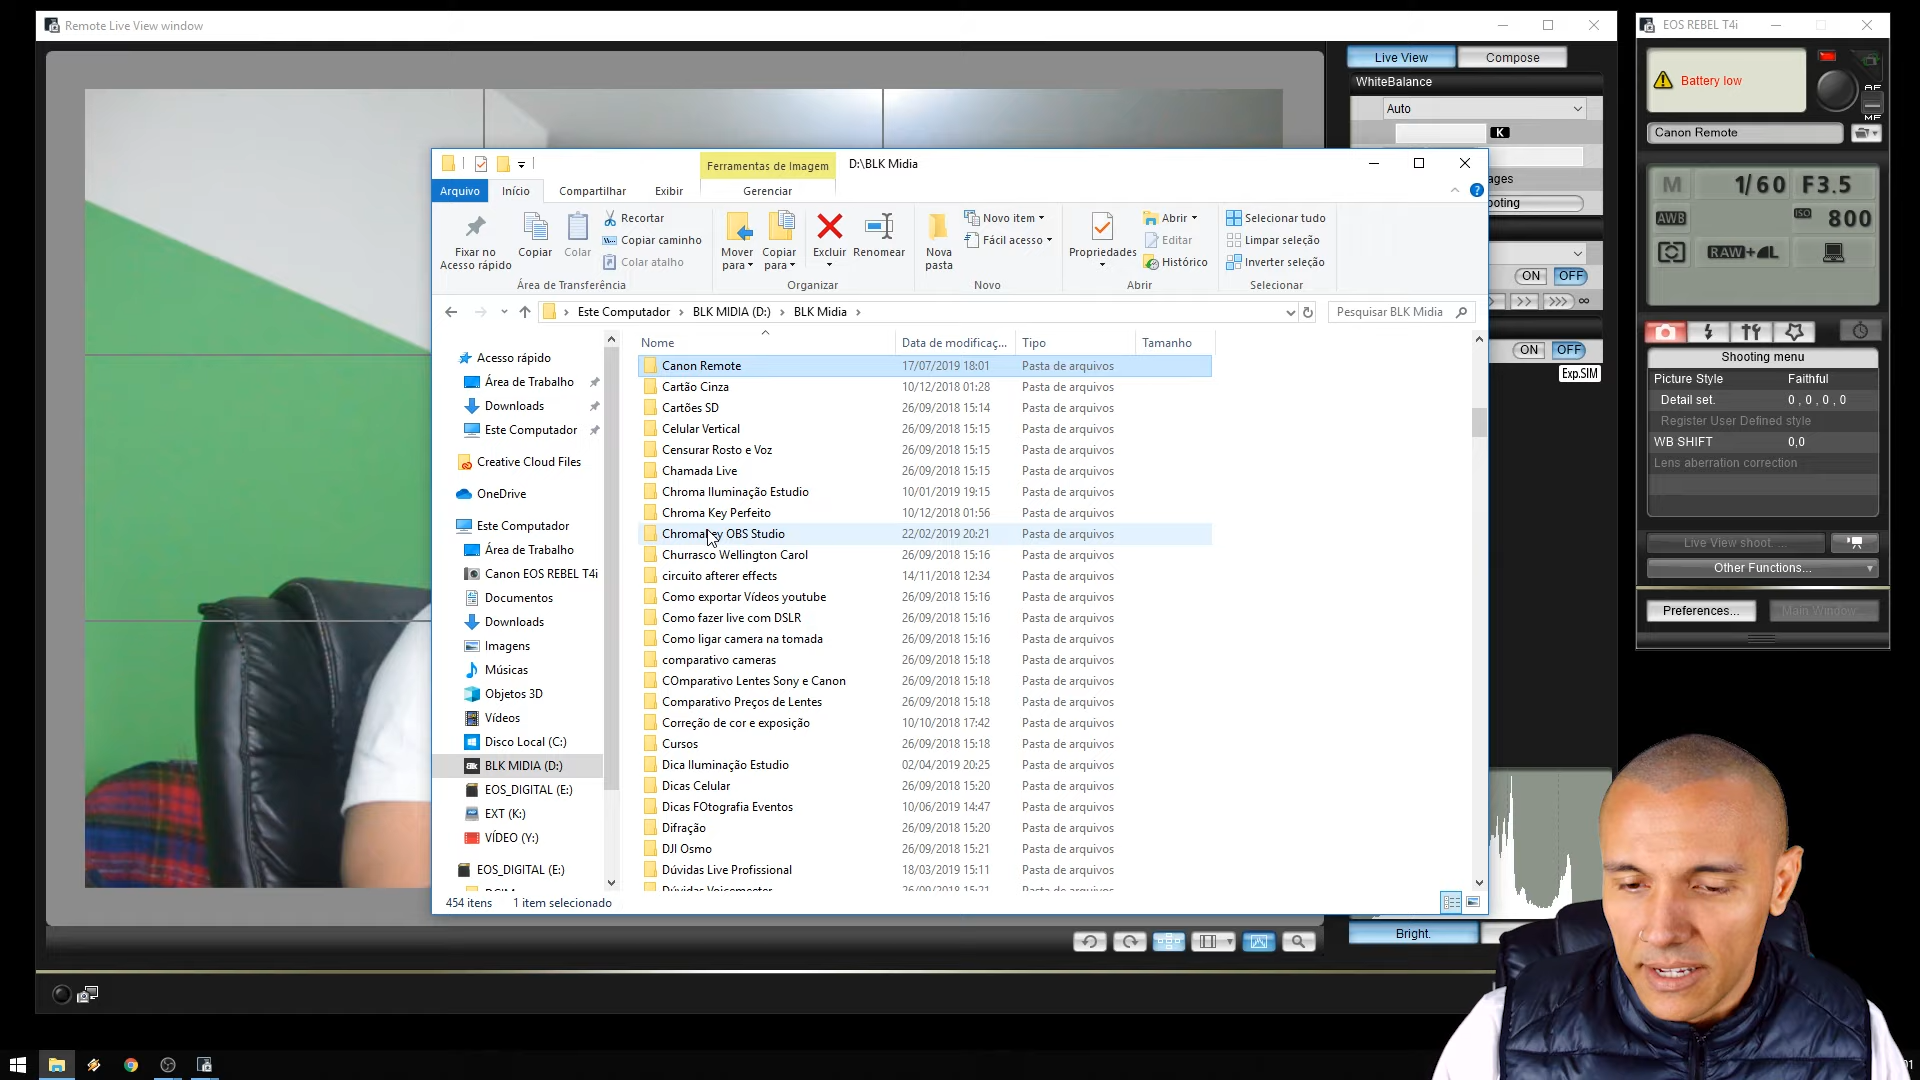 Remote Live View window
EOS REBEL T4i
Live View
Compose
WhiteBalance
Auto
K
ages
ooting
ON
OFF
ON
OFF
Exp.SIM
Bright.
Battery low
AF
MF
Canon Remote
M
1/60 F3.5
AWB
ISO 800
RAW+L
Shooting menu
Picture Style Faithful
Detail set. 0 , 0 , 0 , 0
Register User Defined style
WB SHIFT 0,0
Lens aberration correction
Live View shoot. ...
Other Functions...
Preferences...
Main Window...
Ferramentas de Imagem
D:\BLK Midia
Arquivo
Início
Compartilhar
Exibir
Gerenciar
Fixar no
Acesso rápido
Copiar
Colar
Recortar
Copiar caminho
Colar atalho
Área de Transferência
Mover
para
Copiar
para
Excluir
Renomear
Organizar
Nova
pasta
Novo item
Fácil acesso
Novo
Propriedades
Abrir
Editar
Histórico
Abrir
Selecionar tudo
Limpar seleção
Inverter seleção
Selecionar
Este Computador
BLK MIDIA (D:)
BLK Midia
Pesquisar BLK Midia
Acesso rápido
Área de Trabalho
Downloads
Este Computador
Creative Cloud Files
OneDrive
Este Computador
Área de Trabalho
Canon EOS REBEL T4i
Documentos
Downloads
Imagens
Músicas
Objetos 3D
Vídeos
Disco Local (C:)
BLK MIDIA (D:)
EOS_DIGITAL (E:)
EXT (K:)
VÍDEO (Y:)
EOS_DIGITAL (E:)
Nome Data de modificaç... Tipo Tamanho
Canon Remote 17/07/2019 18:01 Pasta de arquivos
Cartão Cinza 10/12/2018 01:28 Pasta de arquivos
Cartões SD 26/09/2018 15:14 Pasta de arquivos
Celular Vertical 26/09/2018 15:15 Pasta de arquivos
Censurar Rosto e Voz 26/09/2018 15:15 Pasta de arquivos
Chamada Live 26/09/2018 15:15 Pasta de arquivos
Chroma Iluminação Estudio 10/01/2019 19:15 Pasta de arquivos
Chroma Key Perfeito 10/12/2018 01:56 Pasta de arquivos
Chromakey OBS Studio 22/02/2019 20:21 Pasta de arquivos
Churrasco Wellington Carol 26/09/2018 15:16 Pasta de arquivos
circuito afterer effects 14/11/2018 12:34 Pasta de arquivos
Como exportar Vídeos youtube 26/09/2018 15:16 Pasta de arquivos
Como fazer live com DSLR 26/09/2018 15:16 Pasta de arquivos
Como ligar camera na tomada 26/09/2018 15:16 Pasta de arquivos
comparativo cameras 26/09/2018 15:18 Pasta de arquivos
COmparativo Lentes Sony e Canon 26/09/2018 15:18 Pasta de arquivos
Comparativo Preços de Lentes 26/09/2018 15:18 Pasta de arquivos
Correção de cor e exposição 10/10/2018 17:42 Pasta de arquivos
Cursos 26/09/2018 15:18 Pasta de arquivos
Dica Iluminação Estudio 02/04/2019 20:25 Pasta de arquivos
Dicas Celular 26/09/2018 15:20 Pasta de arquivos
Dicas FOtografia Eventos 10/06/2019 14:47 Pasta de arquivos
Difração 26/09/2018 15:20 Pasta de arquivos
DJI Osmo 26/09/2018 15:21 Pasta de arquivos
Dúvidas Live Profissional 18/03/2019 15:11 Pasta de arquivos
Dúvidas Voicemeeter 26/09/2018 15:21 Pasta de arquivos
454 itens 1 item selecionado